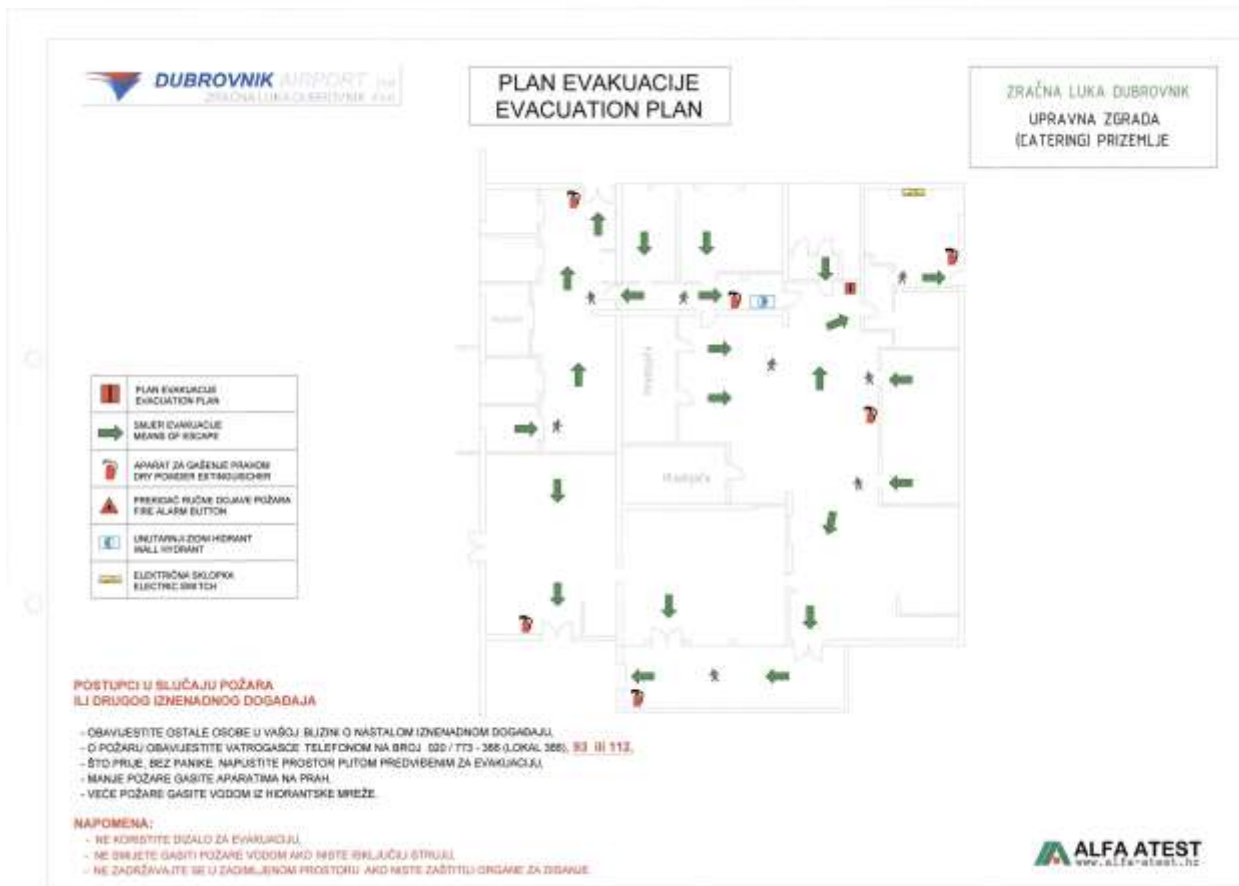 DUBROVNIK AIRPORT
ZRAČNA LUKA DUBROVNIK
PLAN EVAKUACIJE
EVACUATION PLAN
ZRAČNA LUKA DUBROVNIK
UPRAVNA ZGRADA
(CATERING) PRIZEMLJE
PLAN EVAKUACIJE
EVACUATION PLAN
SMJER EVAKUACIJE
MEANS OF ESCAPE
APARAT ZA GAŠENJE PRAHOM
DRY POWDER EXTINGUISCHER
PREKIDAČ RUČNE DOJAVE POŽARA
FIRE ALARM BUTTON
UNUTARNJI ZIDNI HIDRANT
WALL HYDRANT
ELEKTRIČNA SKLOPKA
ELECTRIC SWITCH
POSTUPCI U SLUČAJU POŽARA
ILI DRUGOG IZNENADNOG DOGAĐAJA
- OBAVIJESTITE OSTALE OSOBE U VAŠOJ BLIZINI O NASTALOM IZNENADNOM DOGAĐAJU,
- O POŽARU OBAVIJESTITE VATROGASCE TELEFONOM NA BROJ 020 / 773 - 388 (LOKAL 388), 93 ili 112,
- ŠTO PRIJE, BEZ PANIKE, NAPUSTITE PROSTOR PUTOM PREDVIĐENIM ZA EVAKUACIJU,
- MANJE POŽARE GASITE APARATIMA NA PRAH.
- VEĆE POŽARE GASITE VODOM IZ HIDRANTSKE MREŽE.
NAPOMENA:
- NE KORISTITE DIZALO ZA EVAKUACIJU,
- NE SMIJETE GASITI POŽARE VODOM AKO NISTE ISKLJUČILI STRUJU,
- NE ZADRŽAVAJTE SE U ZADIMLJENOM PROSTORU AKO NISTE ZAŠTITILI ORGANE ZA DISANJE
ALFA ATEST
www.alfa-atest.hr